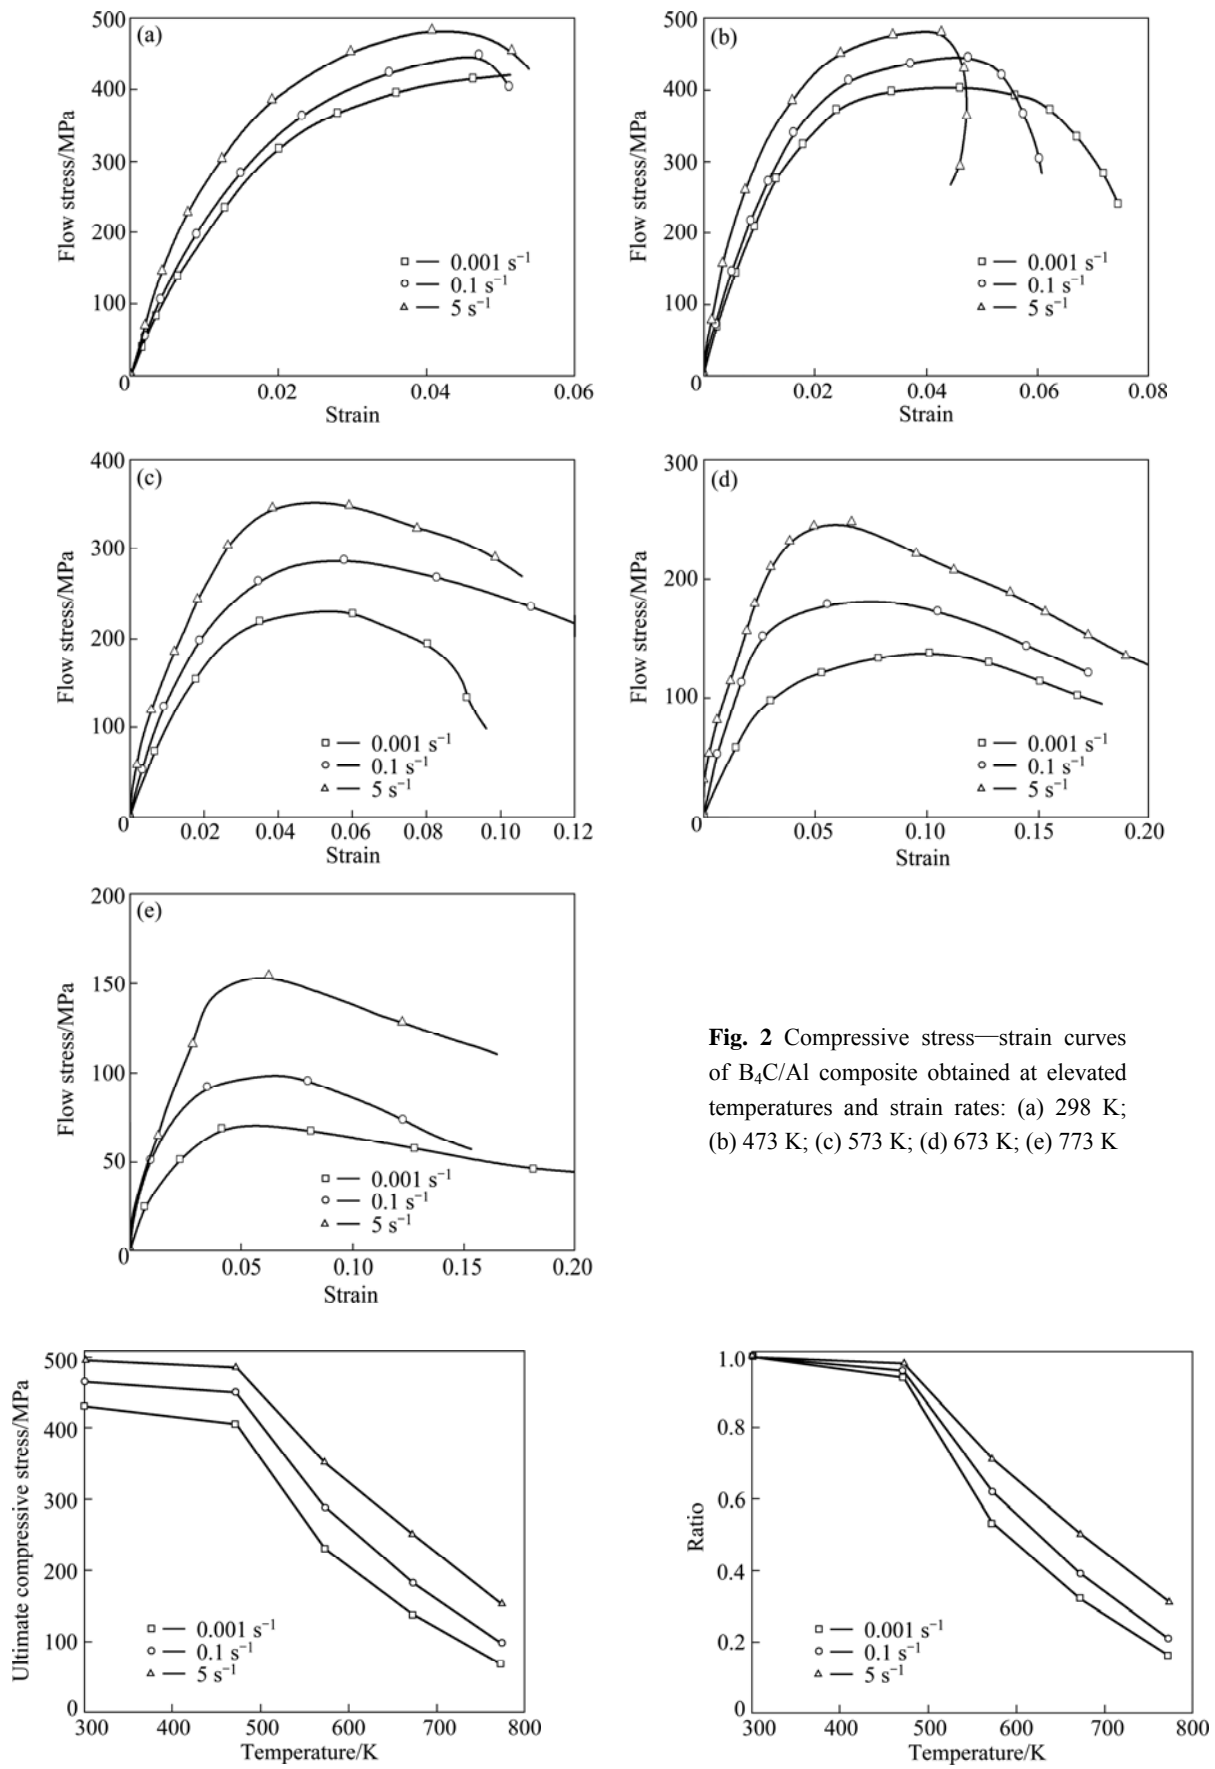 (a)
500
400
300
200
100
0
0.02
0.04
0.06
Flow stress/MPa
Strain
0.001 s⁻¹
0.1 s⁻¹
5 s⁻¹
(b)
500
400
300
200
100
0
0.02
0.04
0.06
0.08
Flow stress/MPa
Strain
0.001 s⁻¹
0.1 s⁻¹
5 s⁻¹
(c)
400
300
200
100
0
0.02
0.04
0.06
0.08
0.10
0.12
Flow stress/MPa
Strain
0.001 s⁻¹
0.1 s⁻¹
5 s⁻¹
(d)
300
200
100
0
0.05
0.10
0.15
0.20
Flow stress/MPa
Strain
0.001 s⁻¹
0.1 s⁻¹
5 s⁻¹
(e)
200
150
100
50
0
0.05
0.10
0.15
0.20
Flow stress/MPa
Strain
0.001 s⁻¹
0.1 s⁻¹
5 s⁻¹
Fig. 2 Compressive stress—strain curves
of B₄C/Al composite obtained at elevated
temperatures and strain rates: (a) 298 K;
(b) 473 K; (c) 573 K; (d) 673 K; (e) 773 K
500
400
300
200
100
0
300
400
500
600
700
800
Ultimate compressive stress/MPa
Temperature/K
0.001 s⁻¹
0.1 s⁻¹
5 s⁻¹
1.0
0.8
0.6
0.4
0.2
0
300
400
500
600
700
800
Ratio
Temperature/K
0.001 s⁻¹
0.1 s⁻¹
5 s⁻¹